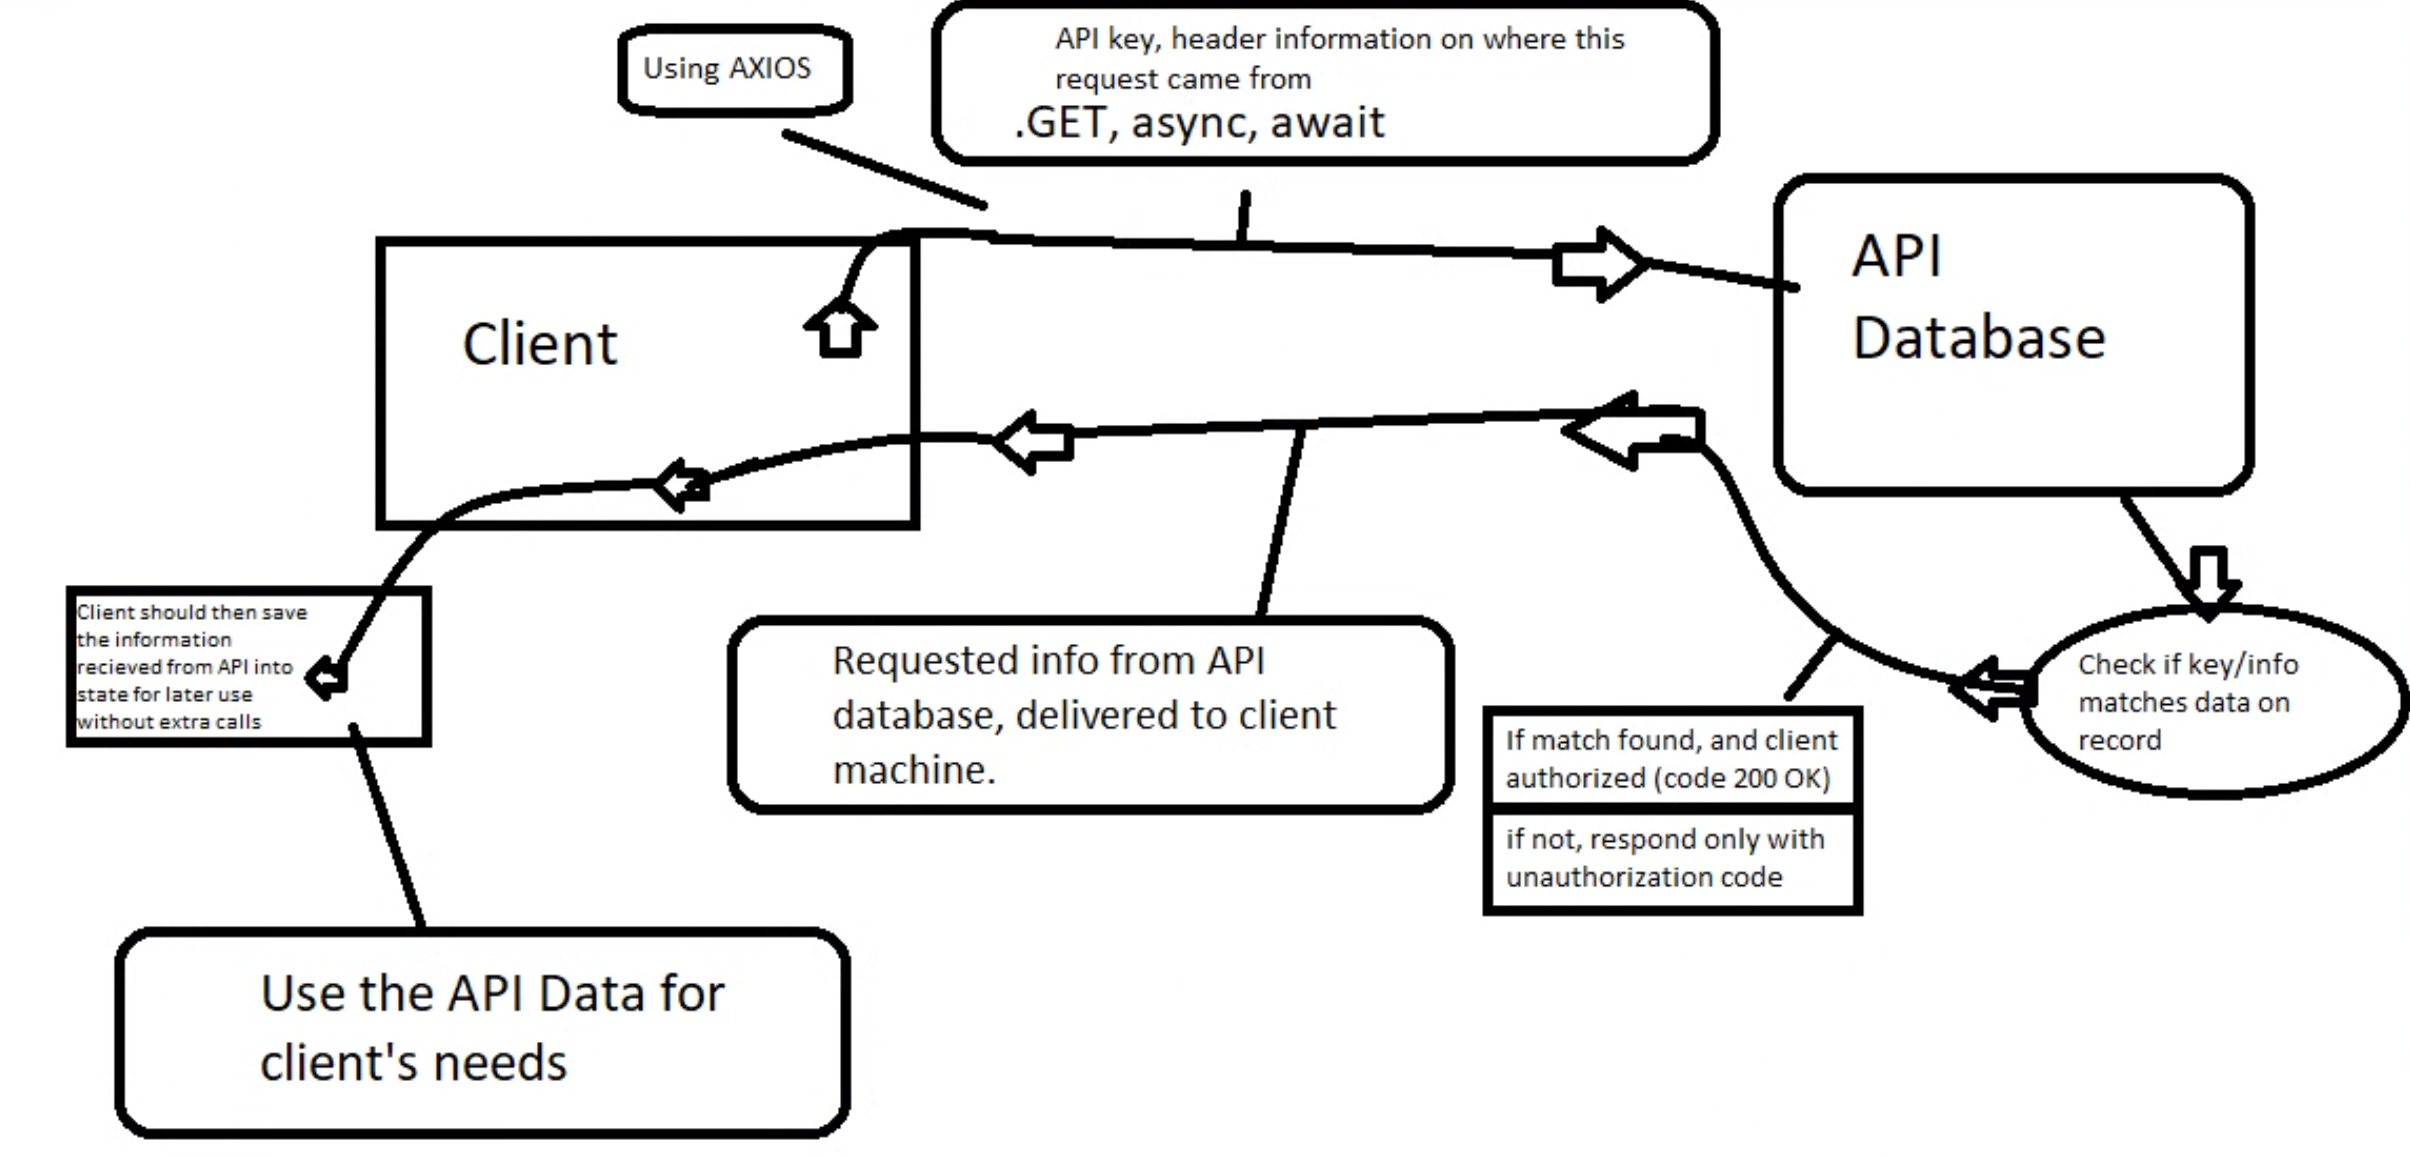 Using AXIOS
API key, header information on where this
request came from
.GET, async, await
Client
API
Database
Client should then save
the information
recieved from API into
state for later use
without extra calls
Requested info from API
database, delivered to client
machine.
Check if key/info
matches data on
record
If match found, and client
authorized (code 200 OK)
if not, respond only with
unauthorization code
Use the API Data for
client's needs